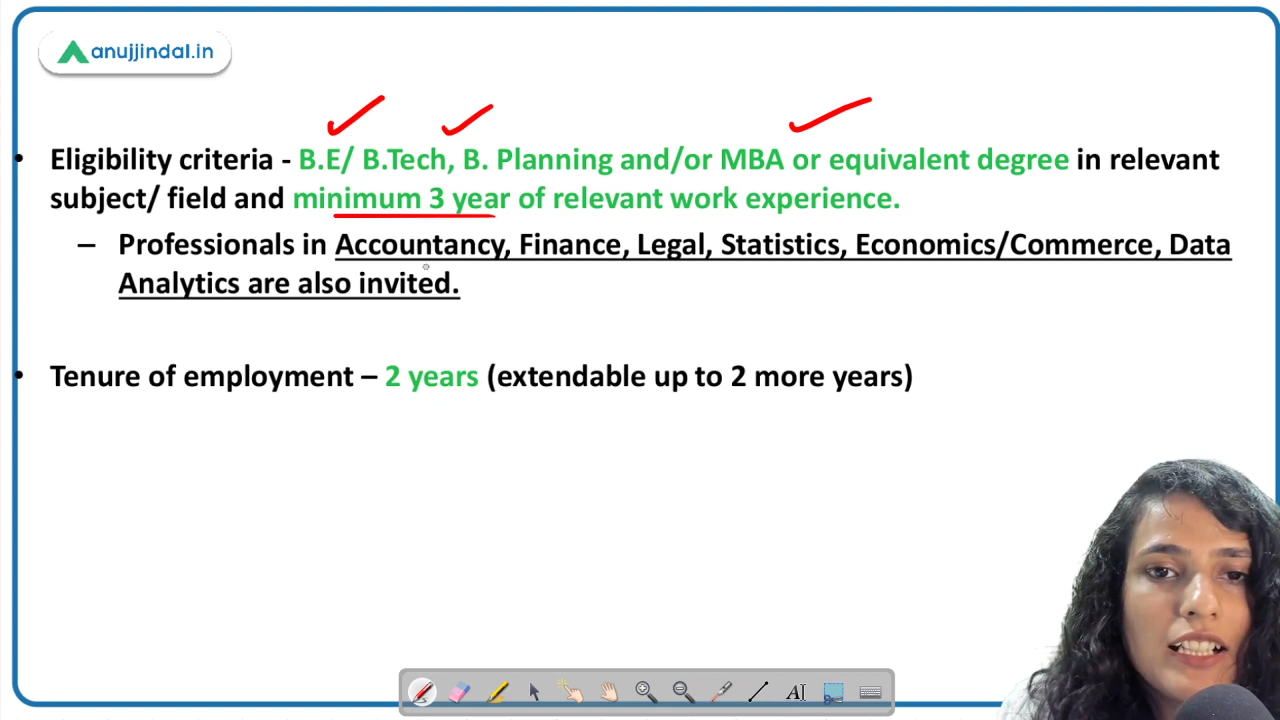 anujjindal.in
• Eligibility criteria - B.E/ B.Tech, B. Planning and/or MBA or equivalent degree in relevant
subject/ field and minimum 3 year of relevant work experience.
– Professionals in Accountancy, Finance, Legal, Statistics, Economics/Commerce, Data
Analytics are also invited.
• Tenure of employment – 2 years (extendable up to 2 more years)
AI